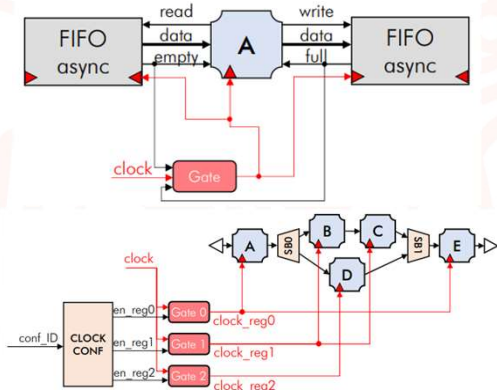 read
write
FIFO
async
data
A
data
FIFO
async
empty
full
clock
Gate
A
SB0
B
C
SB1
E
D
clock
conf_ID
CLOCK
CONF
en_reg0
Gate 0
clock_reg0
en_reg1
Gate 1
clock_reg1
en_reg2
Gate 2
clock_reg2